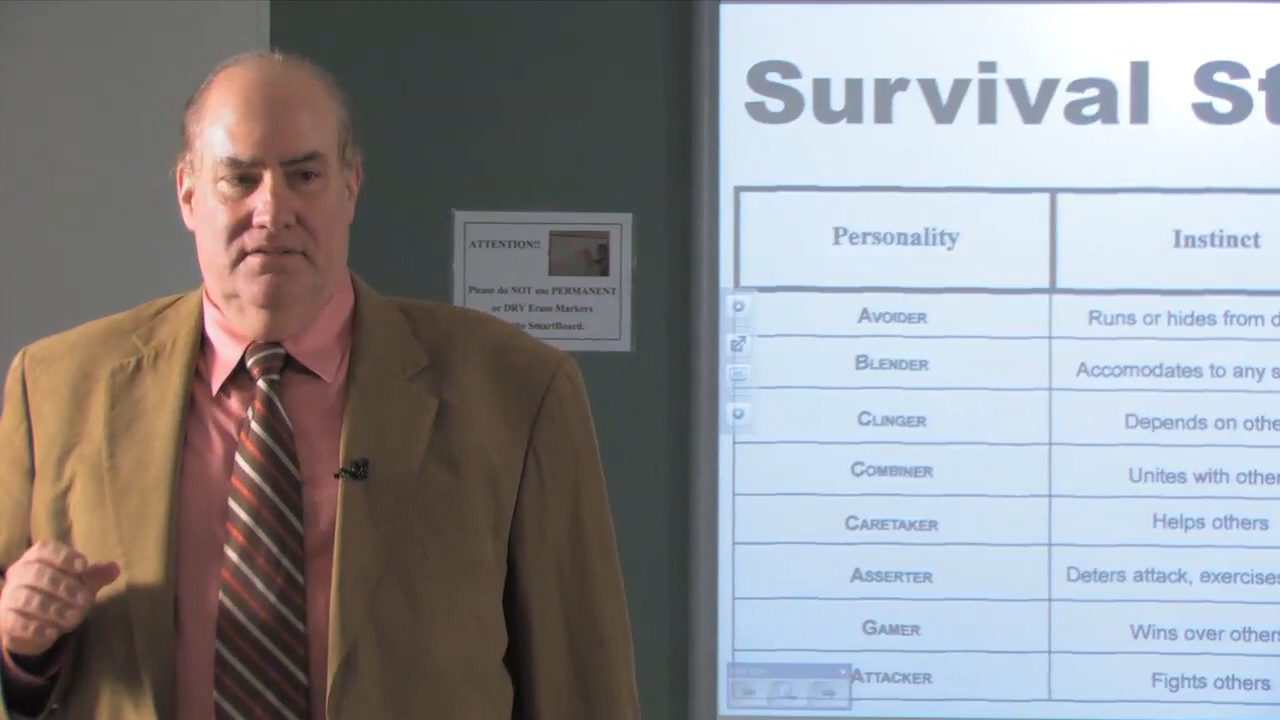 Survival St
Personality Instinct
ATTENTION!!
Please do NOT use PERMANENT
or DRY Erase Markers
the SmartBoard.
AVOIDER Runs or hides from d
BLENDER Accomodates to any s
CLINGER Depends on othe
COMBINER Unites with other
CARETAKER Helps others
ASSERTER Deters attack, exercises
GAMER Wins over others
ATTACKER Fights others